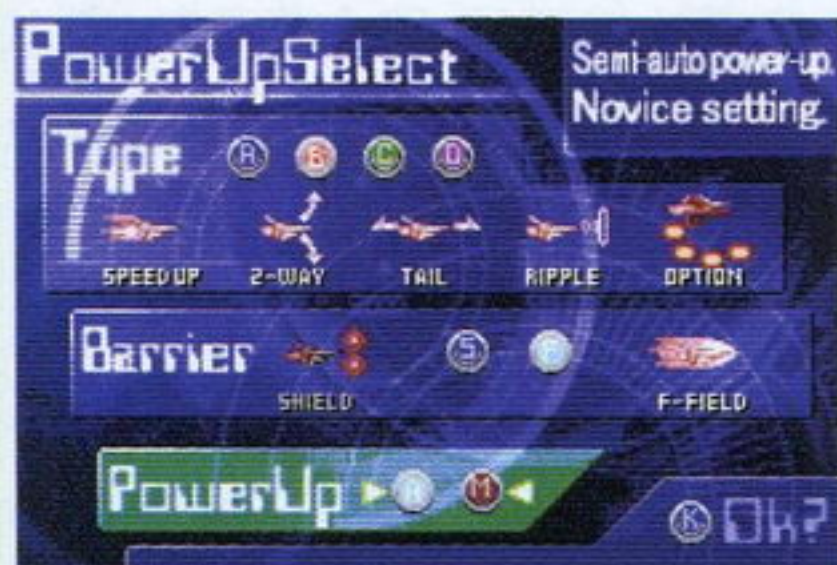 PowerUpSelect
Semi-auto power-up.
Novice setting.
Type A B C D
SPEED UP 2-WAY TAIL RIPPLE OPTION
Barrier S
SHIELD F-FIELD
PowerUp M
K Ok?